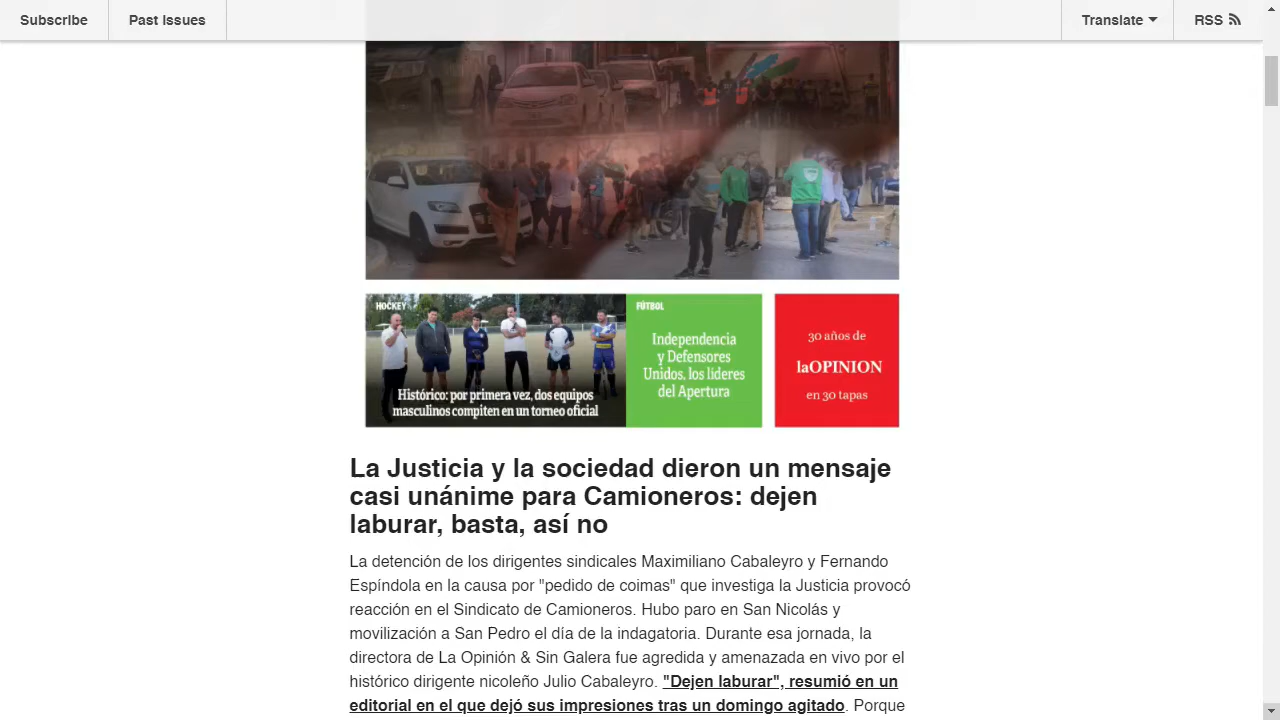 Subscribe
Past Issues
Translate
RSS
HOCKEY
Histórico: por primera vez, dos equipos
masculinos compiten en un torneo oficial
FÚTBOL
Independencia
y Defensores
Unidos, los líderes
del Apertura
30 años de
laOPINION
en 30 tapas
La Justicia y la sociedad dieron un mensaje
casi unánime para Camioneros: dejen
laburar, basta, así no
La detención de los dirigentes sindicales Maximiliano Cabaleyro y Fernando
Espíndola en la causa por "pedido de coimas" que investiga la Justicia provocó
reacción en el Sindicato de Camioneros. Hubo paro en San Nicolás y
movilización a San Pedro el día de la indagatoria. Durante esa jornada, la
directora de La Opinión & Sin Galera fue agredida y amenazada en vivo por el
histórico dirigente nicoleño Julio Cabaleyro. "Dejen laburar", resumió en un
editorial en el que dejó sus impresiones tras un domingo agitado. Porque